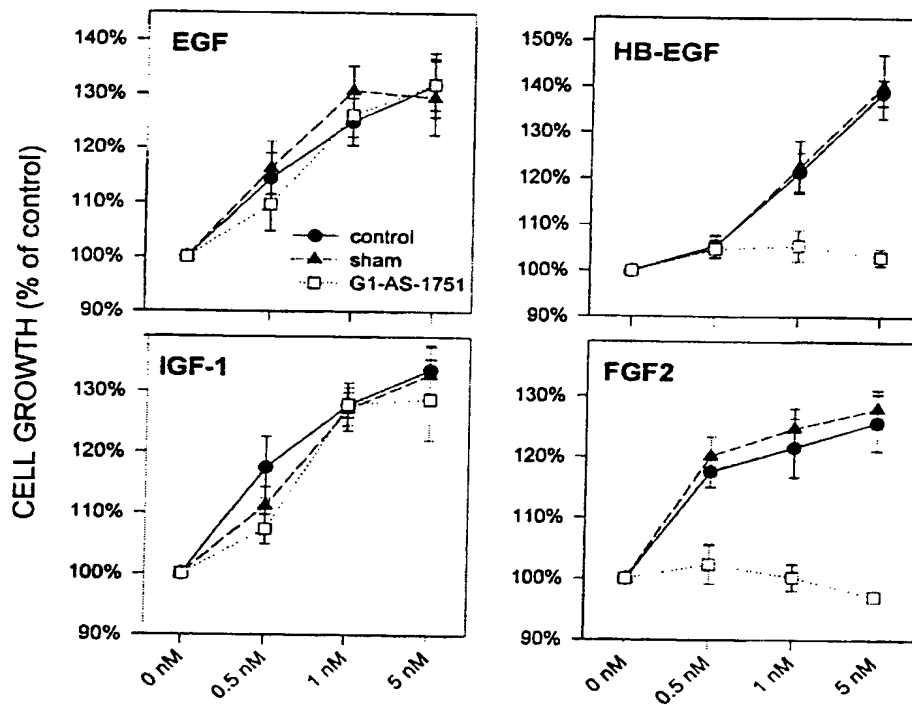 CELL GROWTH (% of control)
EGF
140%
130%
120%
110%
100%
90%
control
sham
G1-AS-1751
HB-EGF
150%
140%
130%
120%
110%
100%
90%
IGF-1
130%
120%
110%
100%
90%
0 nM
0.5 nM
1 nM
5 nM
FGF2
130%
120%
110%
100%
90%
0 nM
0.5 nM
1 nM
5 nM